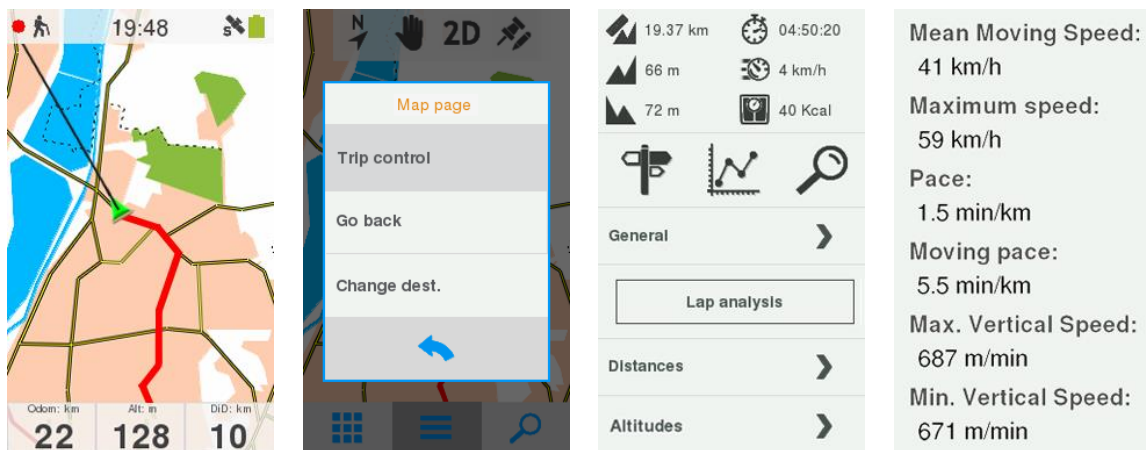 19:48
S
Odom: km
Alt: m
DiD: km
22
128
10
N
2D
Map page
Trip control
Go back
Change dest.
19.37 km
04:50:20
66 m
4 km/h
72 m
40 Kcal
General
Lap analysis
Distances
Altitudes
Mean Moving Speed:
41 km/h
Maximum speed:
59 km/h
Pace:
1.5 min/km
Moving pace:
5.5 min/km
Max. Vertical Speed:
687 m/min
Min. Vertical Speed:
671 m/min